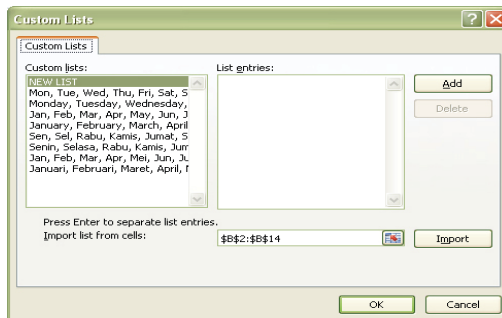 Custom Lists
Custom Lists
Custom lists:
List entries:
NEW LIST
Mon, Tue, Wed, Thu, Fri, Sat, S
Monday, Tuesday, Wednesday,
Jan, Feb, Mar, Apr, May, Jun, J
January, February, March, April
Sen, Sel, Rabu, Kamis, Jumat, S
Senin, Selasa, Rabu, Kamis, Jum
Jan, Feb, Mar, Apr, Mei, Jun, Ju
Januari, Februari, Maret, April, M
Add
Delete
Press Enter to separate list entries.
Import list from cells:
$B$2:$B$14
Import
OK
Cancel